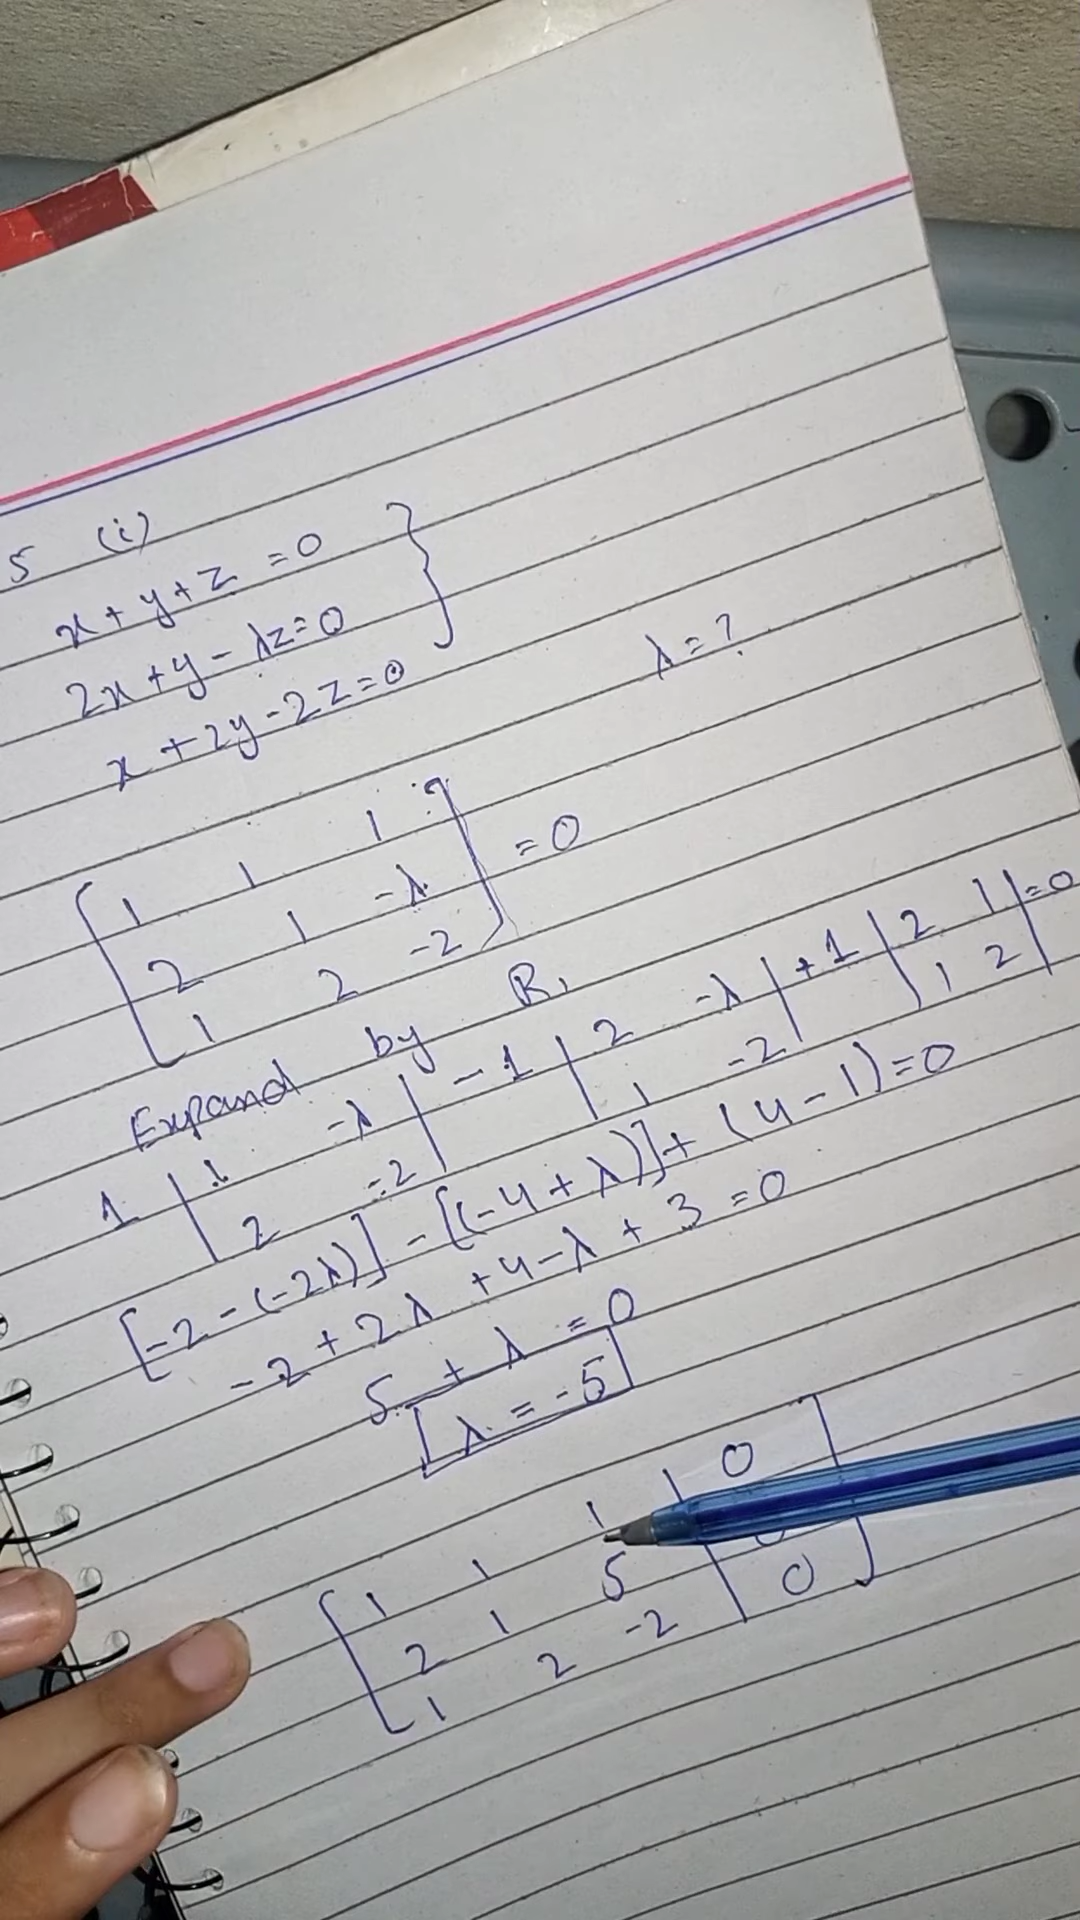 5 (i)
x + y + z = 0
2x + y - λz = 0
x + 2y - 2z = 0
λ = ?
[1 1 1
2 1 -λ
1 2 -2] = 0
Expand by R₁
1 |1 -λ| -1 |2 -λ| +1 |2 1| = 0
|2 -2| |1 -2| |1 2|
[-2 - (-2λ)] - [(-4 + λ)] + (4 - 1) = 0
-2 + 2λ + 4 - λ + 3 = 0
5 + λ = 0
λ = -5
[1 1 1 | 0
2 1 5 |
1 2 -2 | 0]